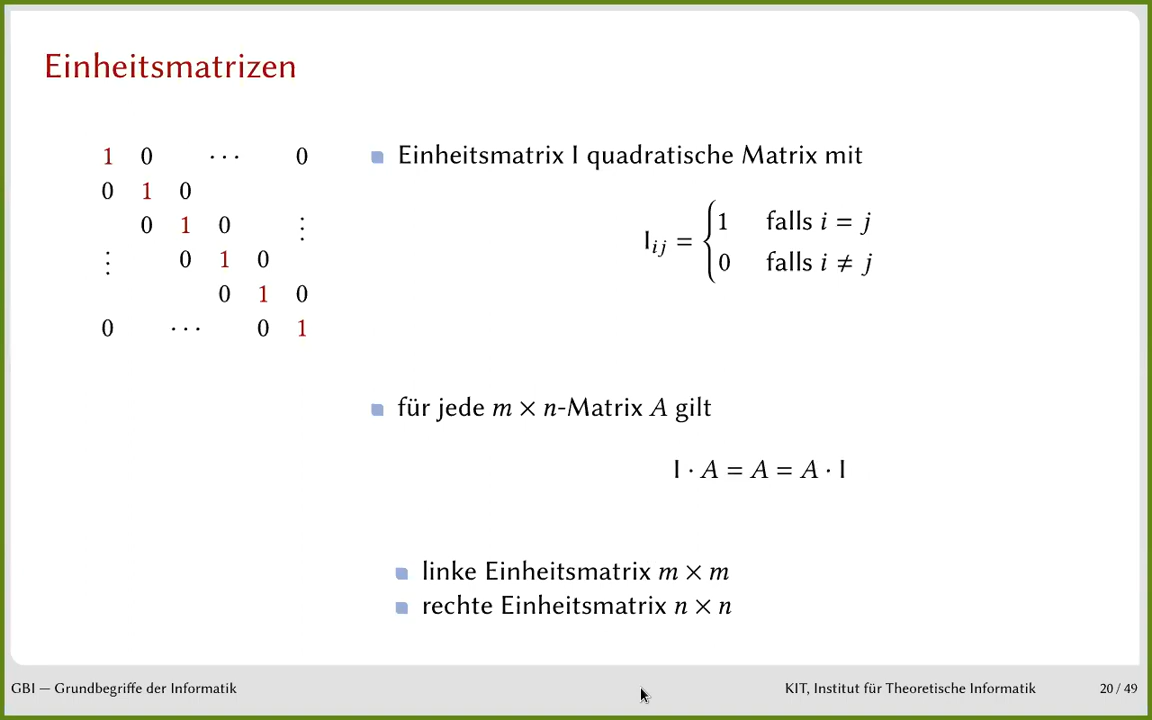 Einheitsmatrizen
1 0 ··· 0
0 1 0
0 1 0 ⋮
⋮ 0 1 0
0 1 0
0 ··· 0 1
Einheitsmatrix I quadratische Matrix mit
I_{ij} = { 1 falls i = j
0 falls i ≠ j
für jede m × n-Matrix A gilt
I · A = A = A · I
linke Einheitsmatrix m × m
rechte Einheitsmatrix n × n
GBI — Grundbegriffe der Informatik KIT, Institut für Theoretische Informatik 20 / 49